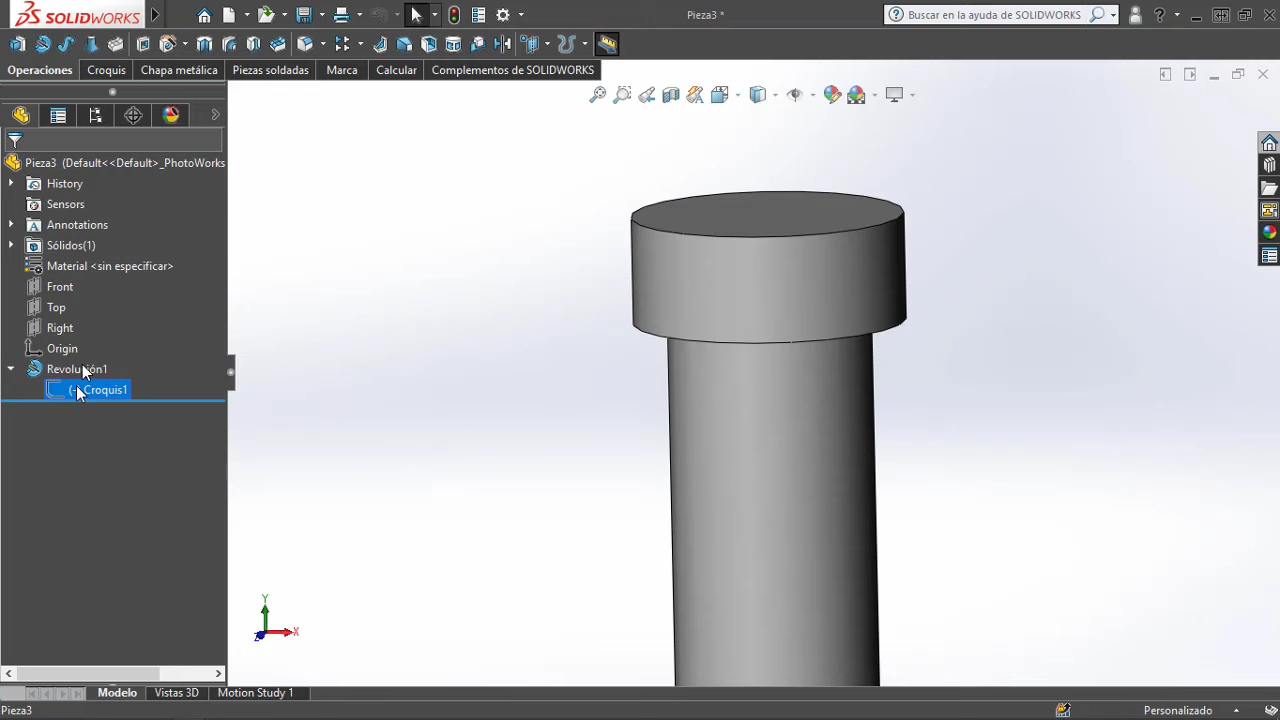 SOLIDWORKS
Pieza3 *
Buscar en la ayuda de SOLIDWORKS
?
Operaciones
Croquis
Chapa metálica
Piezas soldadas
Marca
Calcular
Complementos de SOLIDWORKS
Pieza3 (Default<<Default>_PhotoWorks
History
Sensors
A Annotations
Sólidos(1)
Material <sin especificar>
Front
Top
Right
Origin
Revolución1
(-) Croquis1
Y
X
Z
Modelo
Vistas 3D
Motion Study 1
Pieza3
Personalizado